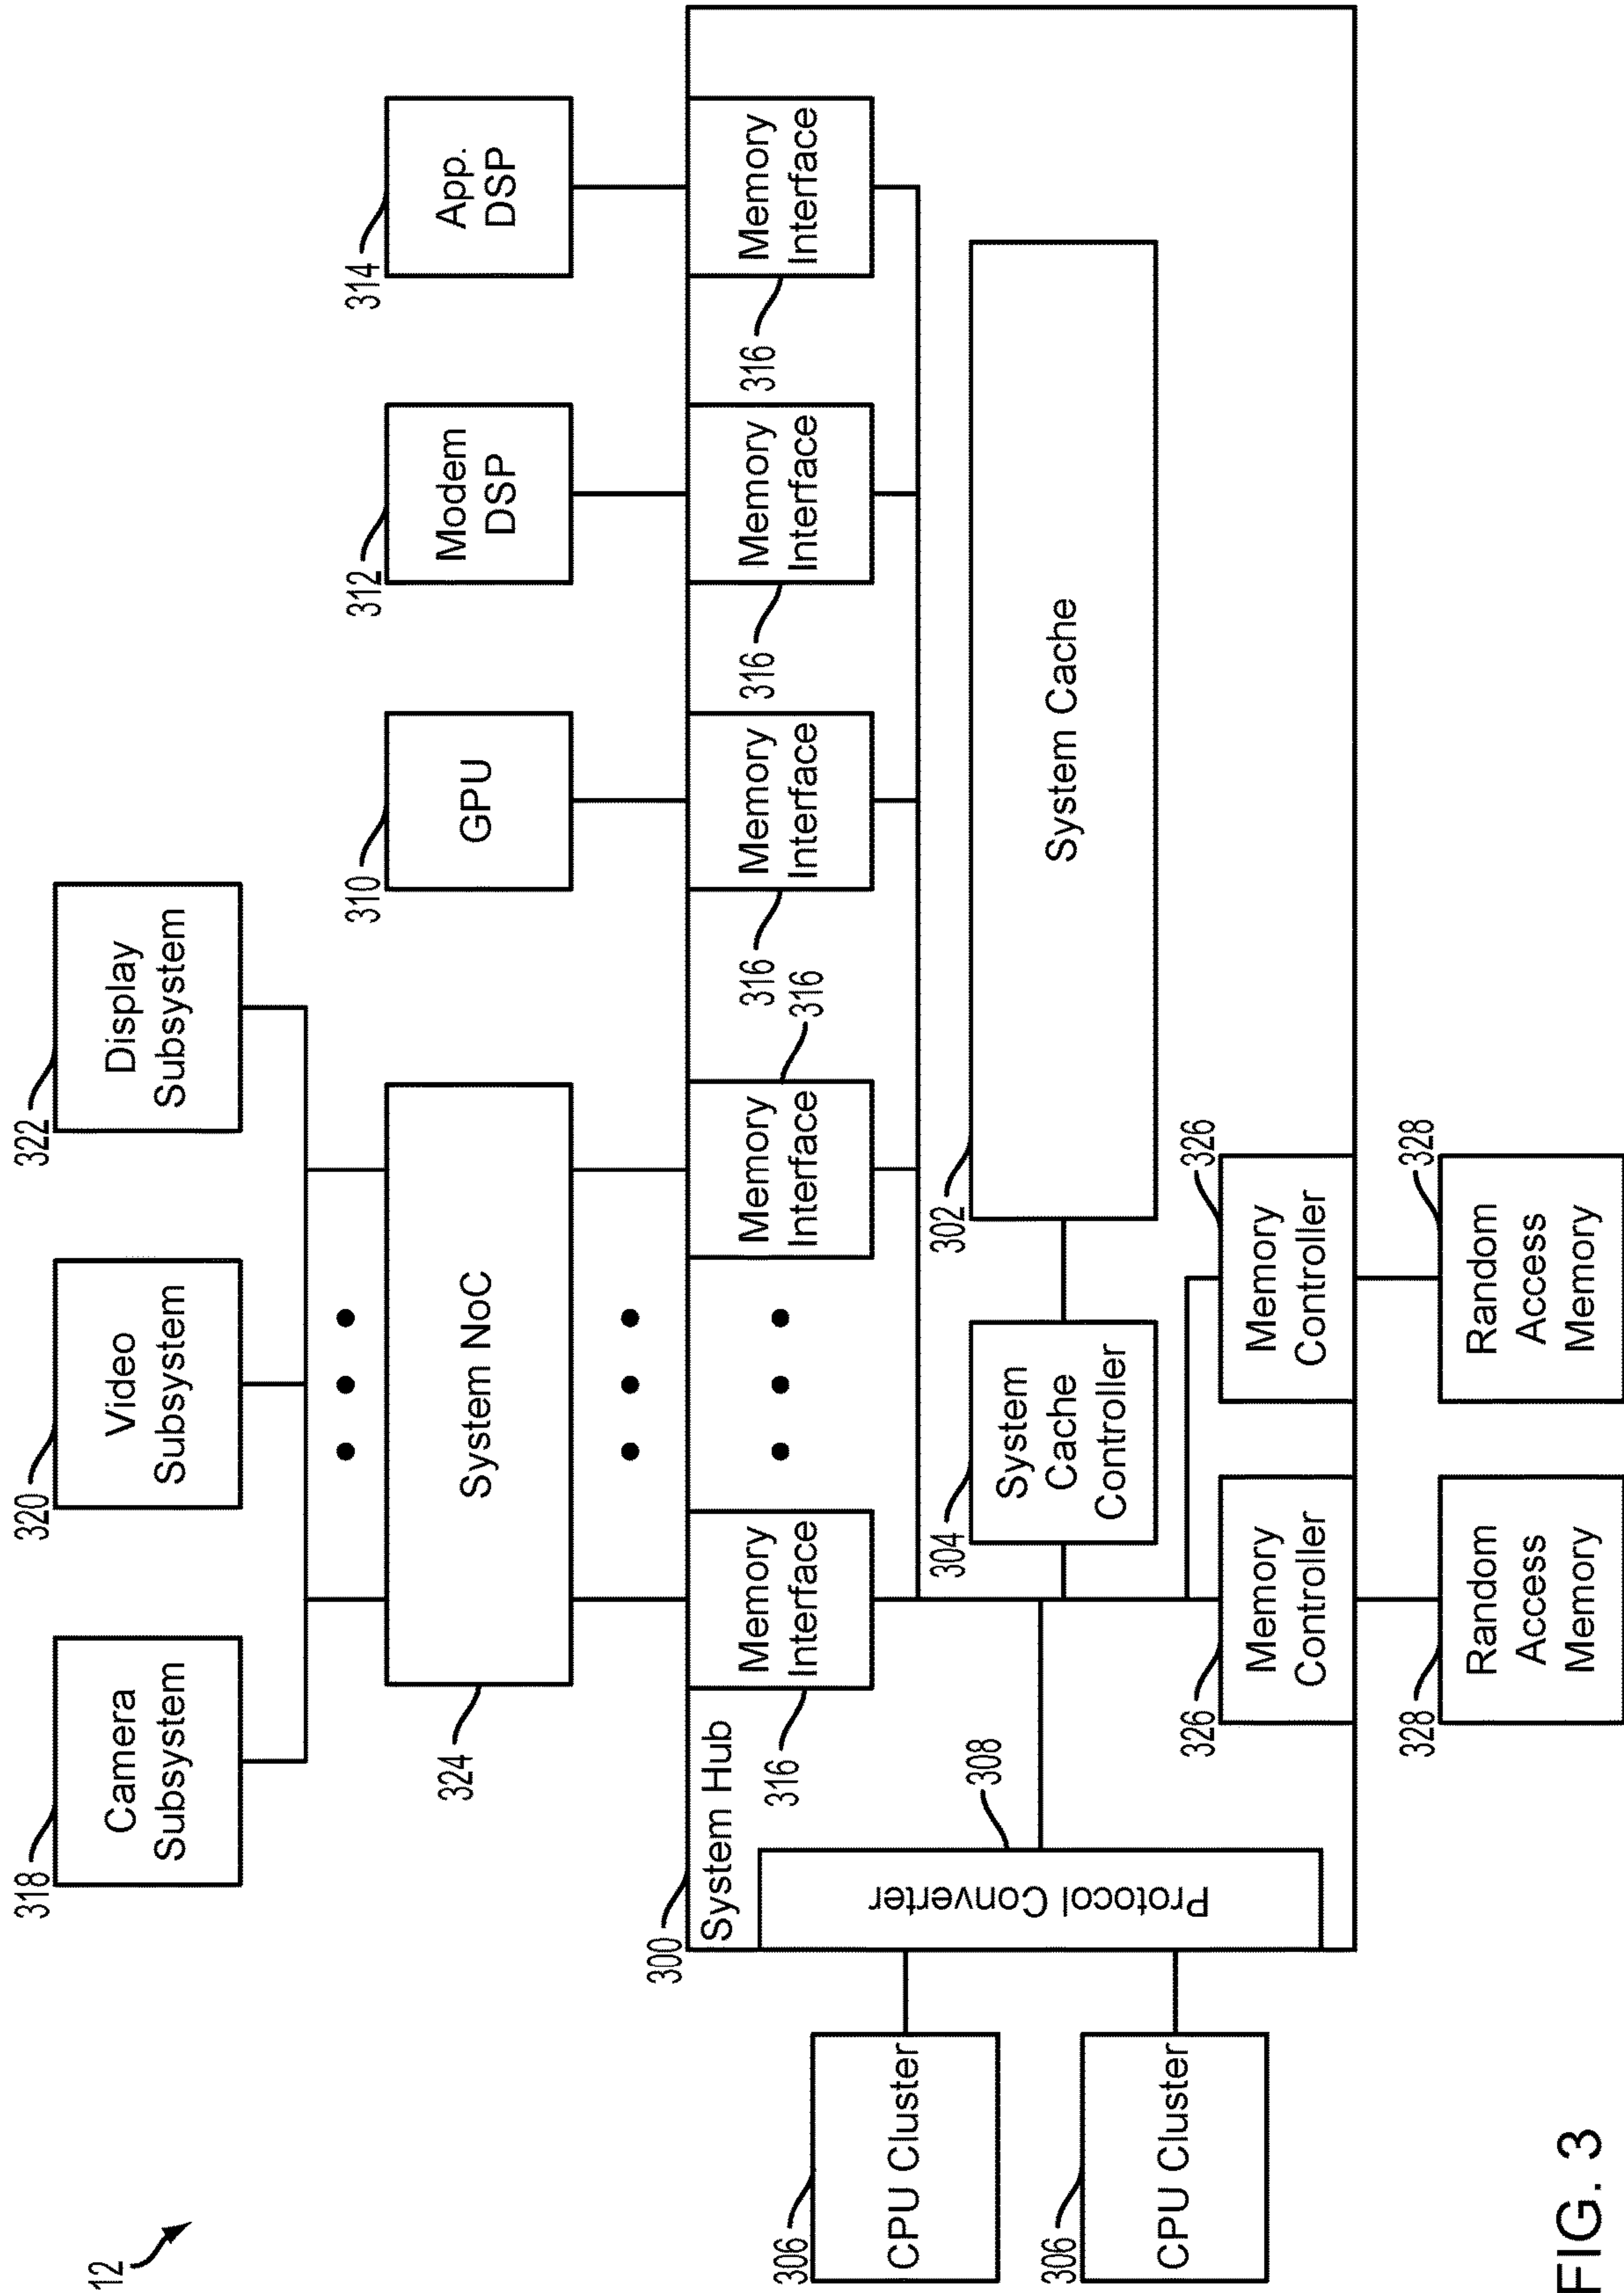 12
318
Camera
Subsystem
320
Video
Subsystem
322
Display
Subsystem
324
System NoC
310
GPU
312
Modem
DSP
314
App.
DSP
300
System Hub
316
Memory
Interface
Memory
Interface
316
316
Memory
Interface
316
Memory
Interface
316
Memory
Interface
308
Protocol Converter
304
System
Cache
Controller
302
System Cache
306
CPU Cluster
306
CPU Cluster
326
Memory
Controller
326
Memory
Controller
328
Random
Access
Memory
328
Random
Access
Memory
FIG. 3